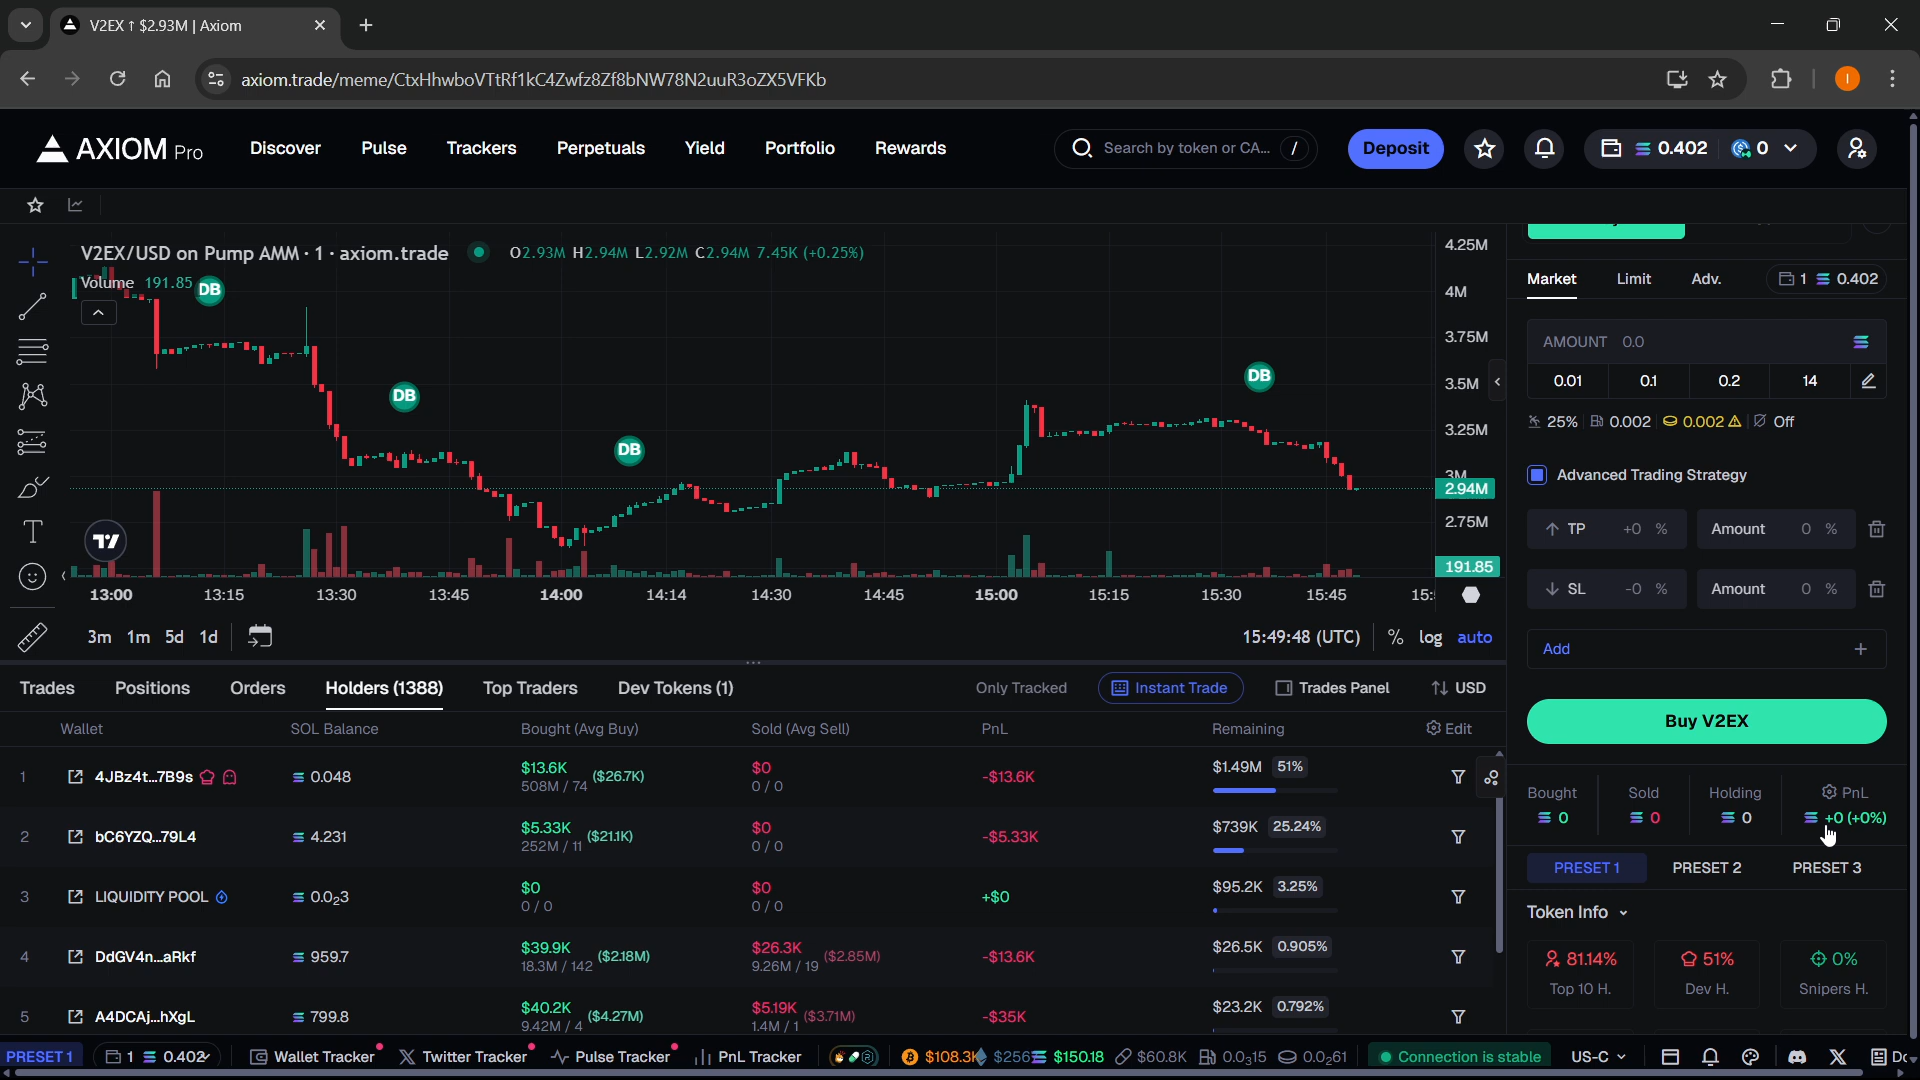 V2EX ↑ $2.93M | Axiom
axiom.trade/meme/CtxHhwboVTtRf1kC4Zwfz8Zf8bNW78N2uuR3oZX5VFKb
I
AXIOM Pro
Discover
Pulse
Trackers
Perpetuals
Yield
Portfolio
Rewards
Search by token or CA... /
Deposit
0.402
0
V2EX/USD on Pump AMM · 1 · axiom.trade
O2.93M H2.94M L2.92M C2.94M 7.45K (+0.25%)
Volume 191.85
DB
DB
DB
DB
4.25M
4M
3.75M
3.5M
3.25M
3M
2.94M
2.75M
191.85
13:00
13:15
13:30
13:45
14:00
14:14
14:30
14:45
15:00
15:15
15:30
15:45
15:
3m
1m
5d
1d
15:49:48 (UTC)
%
log
auto
Market
Limit
Adv.
1
0.402
AMOUNT 0.0
0.01
0.1
0.2
14
25%
0.002
0.002
Off
Advanced Trading Strategy
TP +0 %
Amount 0 %
SL -0 %
Amount 0 %
Add +
Buy V2EX
Bought
0
Sold
0
Holding
0
PnL
+0 (+0%)
PRESET 1
PRESET 2
PRESET 3
Token Info
81.14%
Top 10 H.
51%
Dev H.
0%
Snipers H.
Trades
Positions
Orders
Holders (1388)
Top Traders
Dev Tokens (1)
Only Tracked
Instant Trade
Trades Panel
USD
Wallet
SOL Balance
Bought (Avg Buy)
Sold (Avg Sell)
PnL
Remaining
Edit
1 4JBz4t...7B9s 0.048 $13.6K ($26.7K) $0 -$13.6K $1.49M 51%
508M / 74 0 / 0
2 bC6YZQ...79L4 4.231 $5.33K ($21.1K) $0 -$5.33K $739K 25.24%
252M / 11 0 / 0
3 LIQUIDITY POOL 0.0₂3 $0 $0 +$0 $95.2K 3.25%
0 / 0 0 / 0
4 DdGV4n...aRkf 959.7 $39.9K ($2.18M) $26.3K ($2.85M) -$13.6K $26.5K 0.905%
18.3M / 142 9.26M / 19
5 A4DCAj...hXgL 799.8 $40.2K ($4.27M) $5.19K ($3.71M) -$35K $23.2K 0.792%
9.42M / 4 1.4M / 1
PRESET 1
1
0.402
Wallet Tracker
Twitter Tracker
Pulse Tracker
PnL Tracker
$108.3K
$256
$150.18
$60.8K
0.0₃15
0.0₂61
Connection is stable
US-C